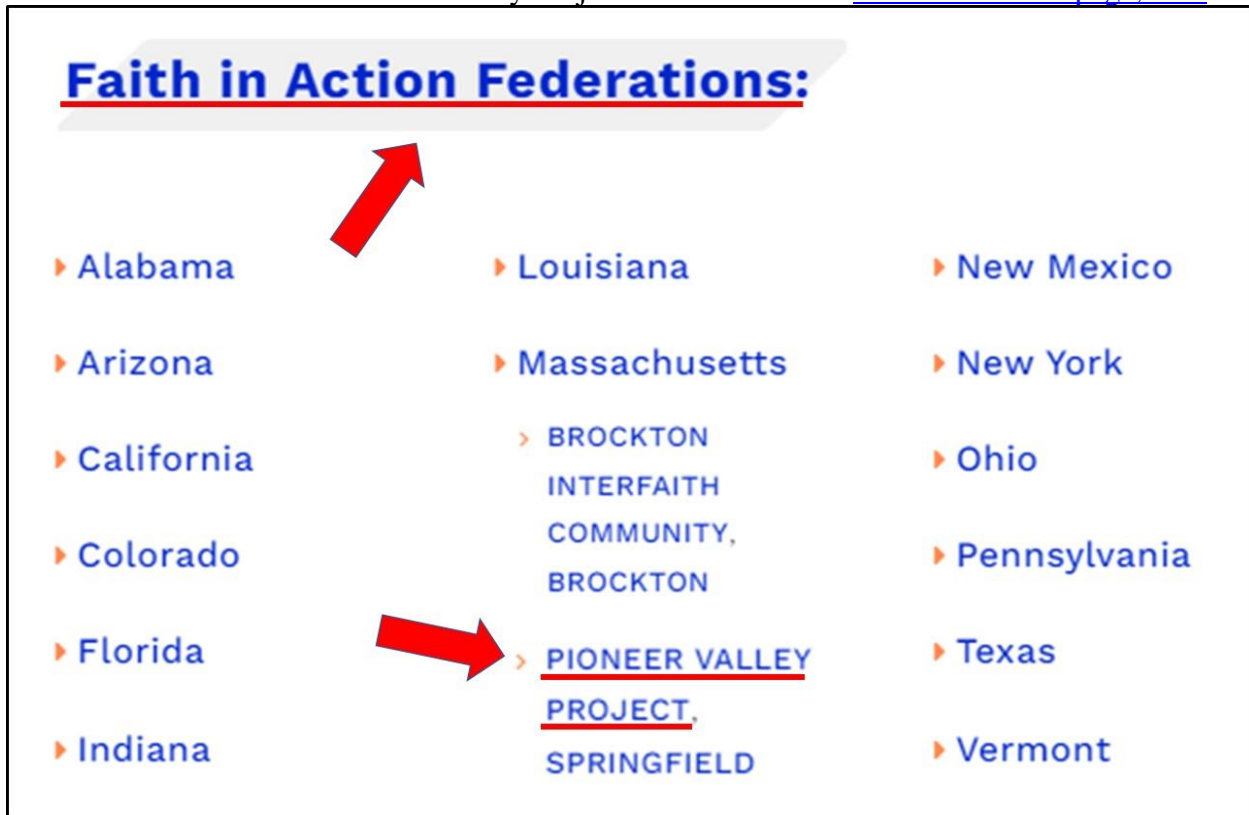 Faith in Action Federations:
Alabama
Arizona
California
Colorado
Florida
Indiana
Louisiana
Massachusetts
BROCKTON
INTERFAITH
COMMUNITY,
BROCKTON
PIONEER VALLEY
PROJECT,
SPRINGFIELD
New Mexico
New York
Ohio
Pennsylvania
Texas
Vermont